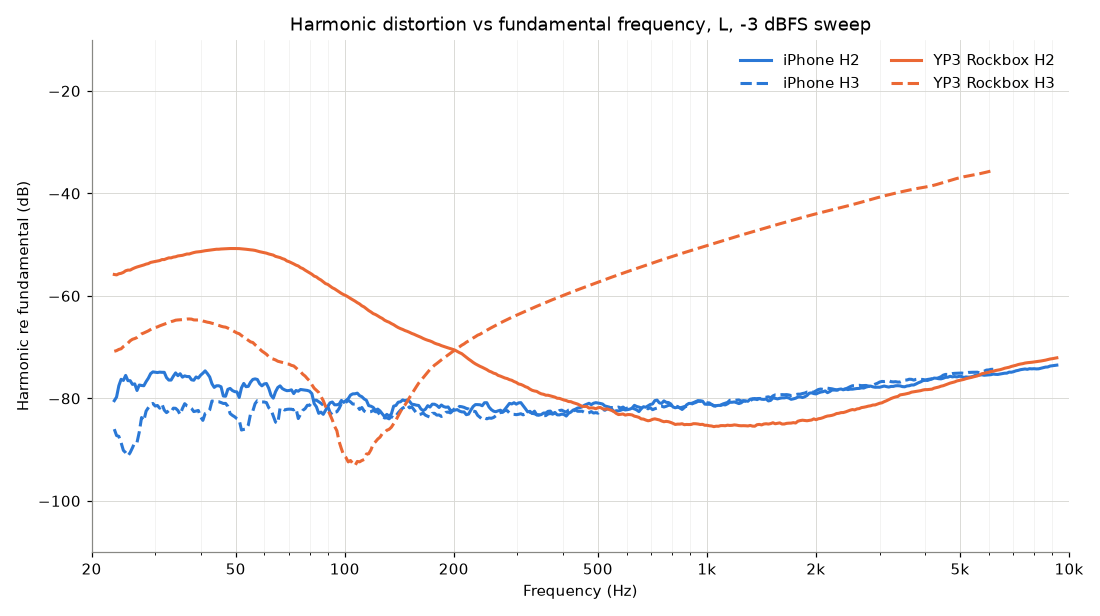 Harmonic distortion vs fundamental frequency, L, -3 dBFS sweep
iPhone H2
iPhone H3
YP3 Rockbox H2
YP3 Rockbox H3
Harmonic re fundamental (dB)
−20
−40
−60
−80
−100
20
50
100
200
500
1k
2k
5k
10k
Frequency (Hz)